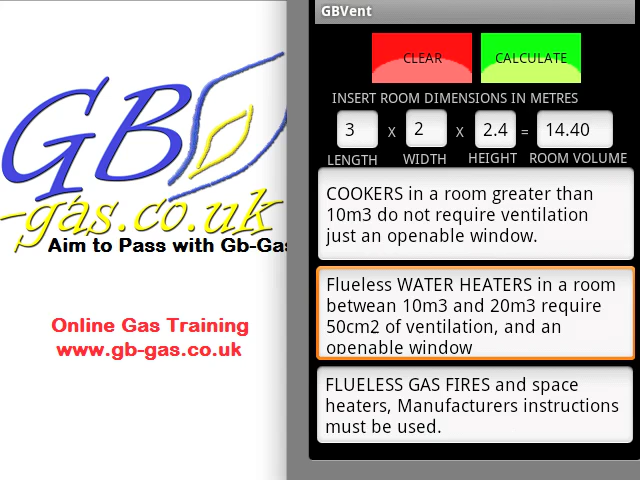 GB
-gas.co.uk
Aim to Pass with Gb-Gas
Online Gas Training
www.gb-gas.co.uk
GBVent
CLEAR CALCULATE
INSERT ROOM DIMENSIONS IN METRES
3 X 2 X 2.4 = 14.40
LENGTH WIDTH HEIGHT ROOM VOLUME
COOKERS in a room greater than
10m3 do not require ventilation
just an openable window.
Flueless WATER HEATERS in a room
betwean 10m3 and 20m3 require
50cm2 of ventilation, and an
openable window
FLUELESS GAS FIRES and space
heaters, Manufacturers instructions
must be used.